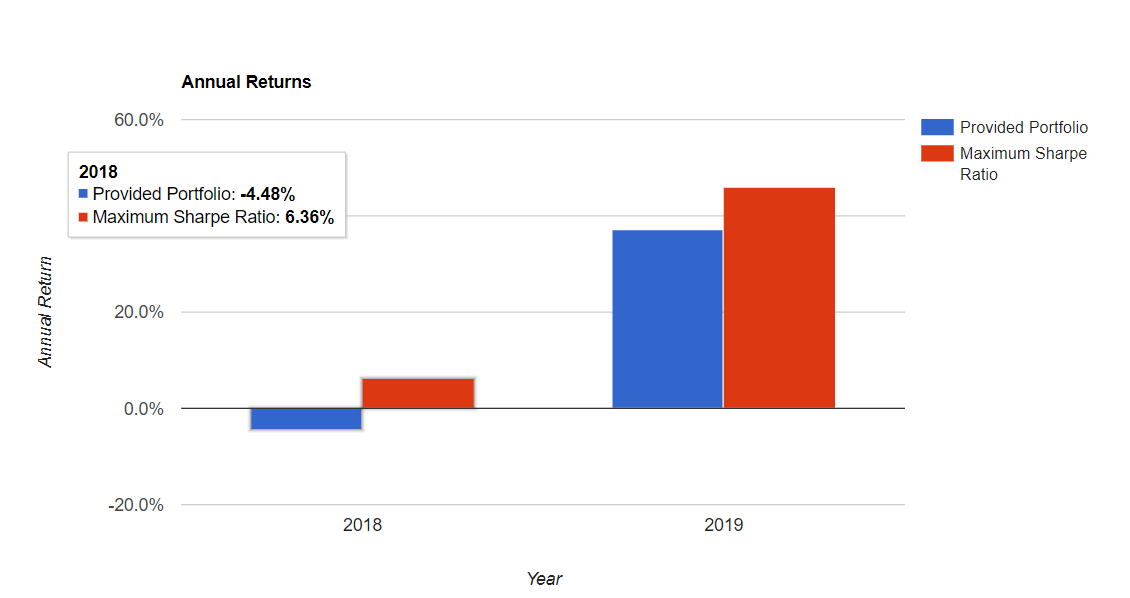 Annual Returns
60.0%
20.0%
0.0%
-20.0%
Annual Return
2018
Provided Portfolio: -4.48%
Maximum Sharpe Ratio: 6.36%
2018
2019
Year
Provided Portfolio
Maximum Sharpe
Ratio